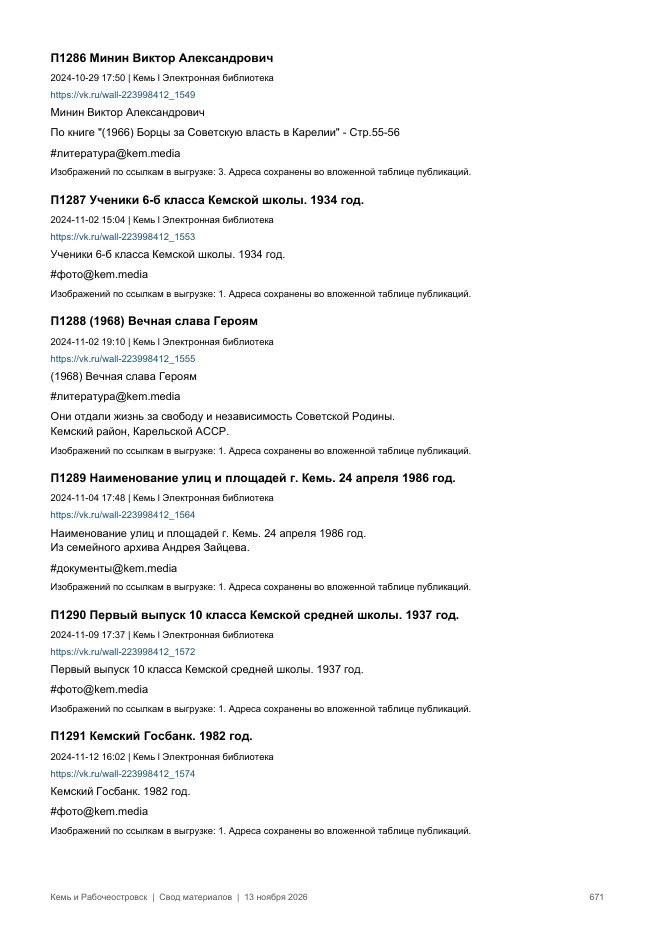 П1286 Минин Виктор Александрович
2024-10-29 17:50 | Кемь I Электронная библиотека
https://vk.ru/wall-223998412_1549
Минин Виктор Александрович
По книге "(1966) Борцы за Советскую власть в Карелии" - Стр.55-56
#литература@kem.media
Изображений по ссылкам в выгрузке: 3. Адреса сохранены во вложенной таблице публикаций.
П1287 Ученики 6-б класса Кемской школы. 1934 год.
2024-11-02 15:04 | Кемь I Электронная библиотека
https://vk.ru/wall-223998412_1553
Ученики 6-б класса Кемской школы. 1934 год.
#фото@kem.media
Изображений по ссылкам в выгрузке: 1. Адреса сохранены во вложенной таблице публикаций.
П1288 (1968) Вечная слава Героям
2024-11-02 19:10 | Кемь I Электронная библиотека
https://vk.ru/wall-223998412_1555
(1968) Вечная слава Героям
#литература@kem.media
Они отдали жизнь за свободу и независимость Советской Родины.
Кемский район, Карельской АССР.
Изображений по ссылкам в выгрузке: 1. Адреса сохранены во вложенной таблице публикаций.
П1289 Наименование улиц и площадей г. Кемь. 24 апреля 1986 год.
2024-11-04 17:48 | Кемь I Электронная библиотека
https://vk.ru/wall-223998412_1564
Наименование улиц и площадей г. Кемь. 24 апреля 1986 год.
Из семейного архива Андрея Зайцева.
#документы@kem.media
Изображений по ссылкам в выгрузке: 1. Адреса сохранены во вложенной таблице публикаций.
П1290 Первый выпуск 10 класса Кемской средней школы. 1937 год.
2024-11-09 17:37 | Кемь I Электронная библиотека
https://vk.ru/wall-223998412_1572
Первый выпуск 10 класса Кемской средней школы. 1937 год.
#фото@kem.media
Изображений по ссылкам в выгрузке: 1. Адреса сохранены во вложенной таблице публикаций.
П1291 Кемский Госбанк. 1982 год.
2024-11-12 16:02 | Кемь I Электронная библиотека
https://vk.ru/wall-223998412_1574
Кемский Госбанк. 1982 год.
#фото@kem.media
Изображений по ссылкам в выгрузке: 1. Адреса сохранены во вложенной таблице публикаций.
Кемь и Рабочеостровск | Свод материалов | 13 ноября 2026 671